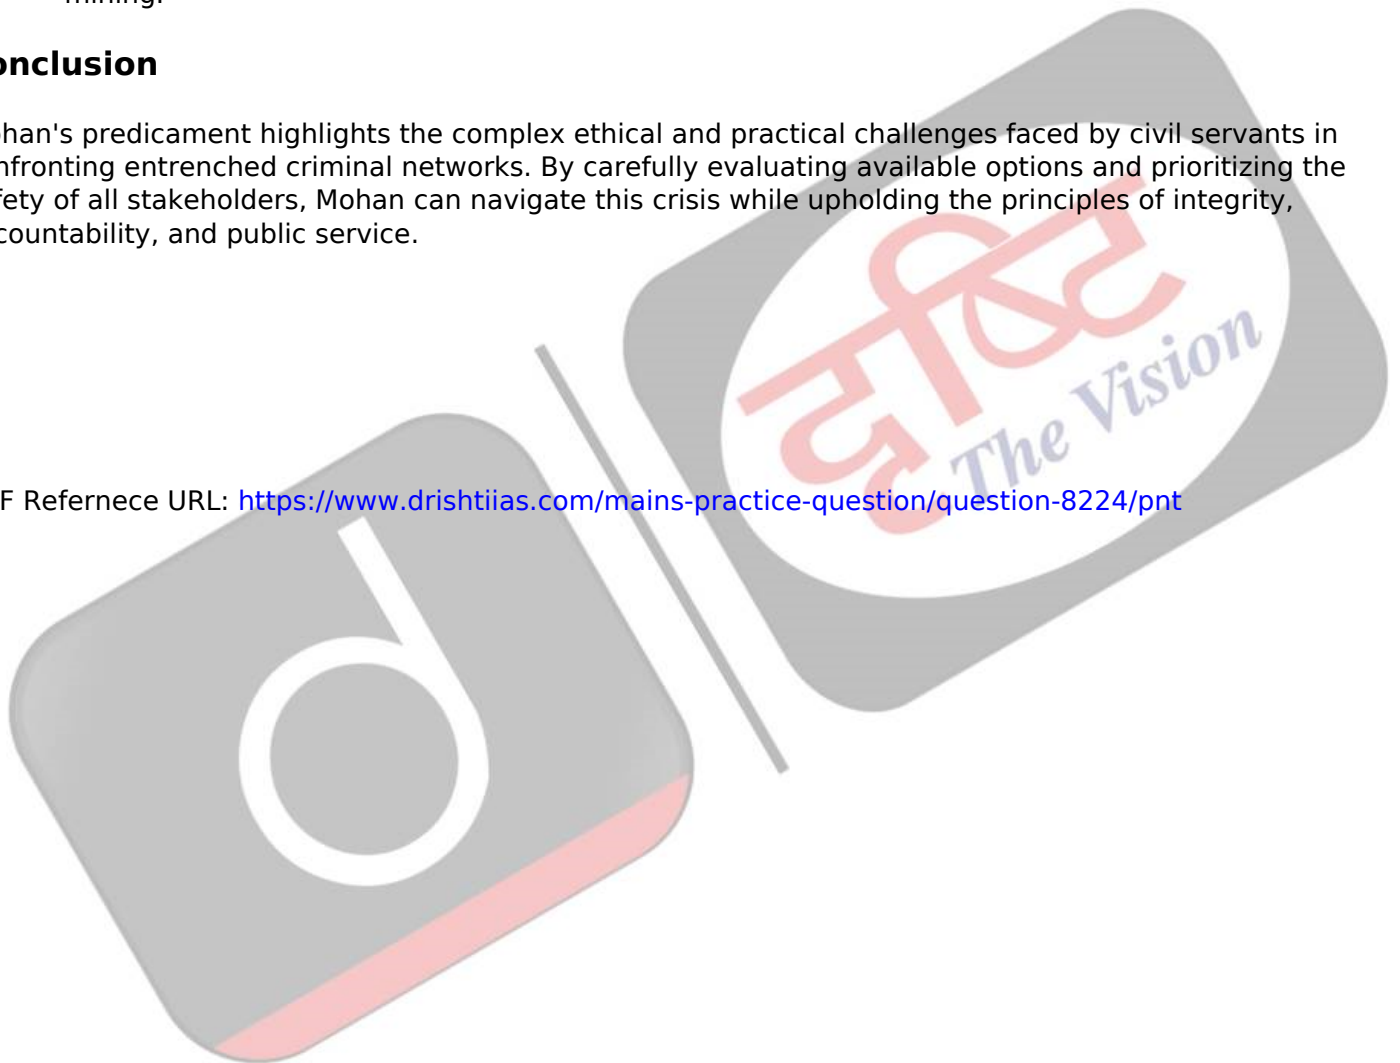 mining.
onclusion
ohan's predicament highlights the complex ethical and practical challenges faced by civil servants in
nfronting entrenched criminal networks. By carefully evaluating available options and prioritizing the
fety of all stakeholders, Mohan can navigate this crisis while upholding the principles of integrity,
countability, and public service.
दृष्टि
The Vision
F Refernece URL: https://www.drishtiias.com/mains-practice-question/question-8224/pnt
d